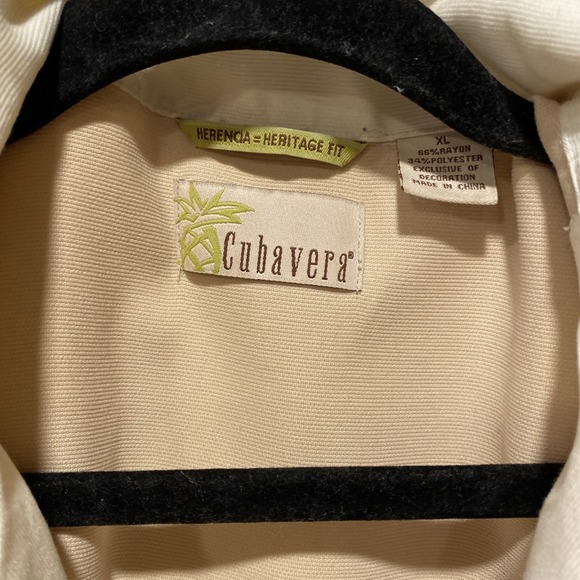 HERENCIA = HERITAGE FIT
XL
66%RAYON
34%POLYESTER
EXCLUSIVE OF
DECORATION
MADE IN CHINA
Cubavera®